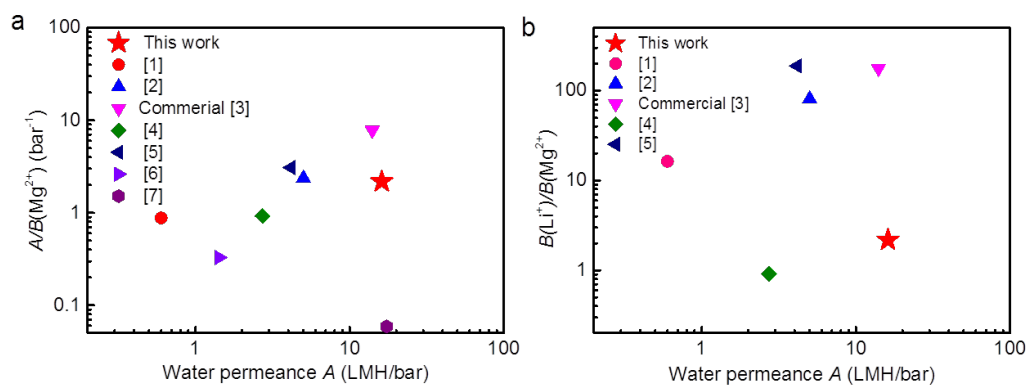 a
100
10
1
0.1
A/B(Mg²⁺) (bar⁻¹)
This work
[1]
[2]
Commerial [3]
[4]
[5]
[6]
[7]
1
10
100
Water permeance A (LMH/bar)
b
100
10
1
B(Li⁺)/B(Mg²⁺)
This work
[1]
[2]
Commercial [3]
[4]
[5]
1
10
100
Water permeance A (LMH/bar)